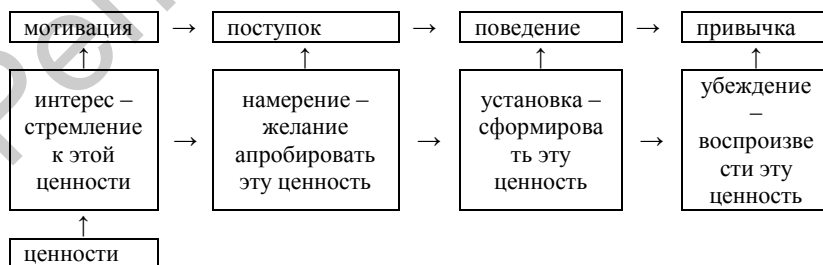 мотивация → поступок → поведение → привычка
↑ ↑ ↑ ↑
интерес –
стремление
к этой
ценности
→
намерение –
желание
апробировать
эту ценность
→
установка –
сформирова
ть эту
ценность
→
убеждение
–
воспроизве
сти эту
ценность
↑
ценности